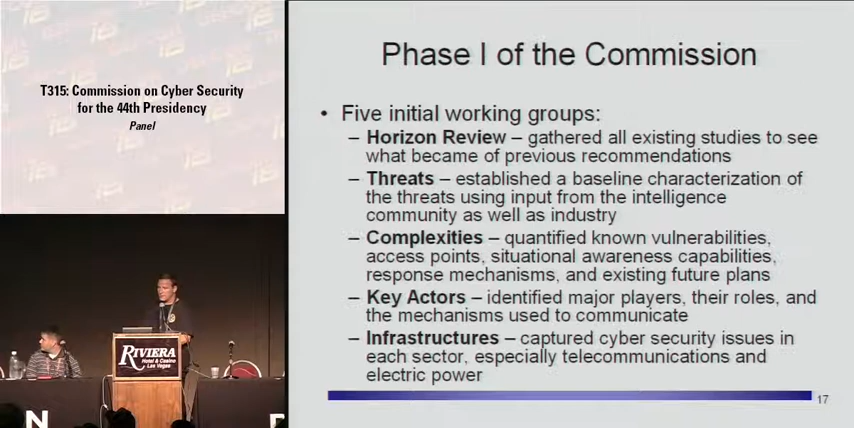 T315: Commission on Cyber Security
for the 44th Presidency
Panel
Phase I of the Commission
• Five initial working groups:
– Horizon Review – gathered all existing studies to see
what became of previous recommendations
– Threats – established a baseline characterization of
the threats using input from the intelligence
community as well as industry
– Complexities – quantified known vulnerabilities,
access points, situational awareness capabilities,
response mechanisms, and existing future plans
– Key Actors – identified major players, their roles, and
the mechanisms used to communicate
– Infrastructures – captured cyber security issues in
each sector, especially telecommunications and
electric power
17
RIVIERA
Hotel & Casino
Las Vegas
N